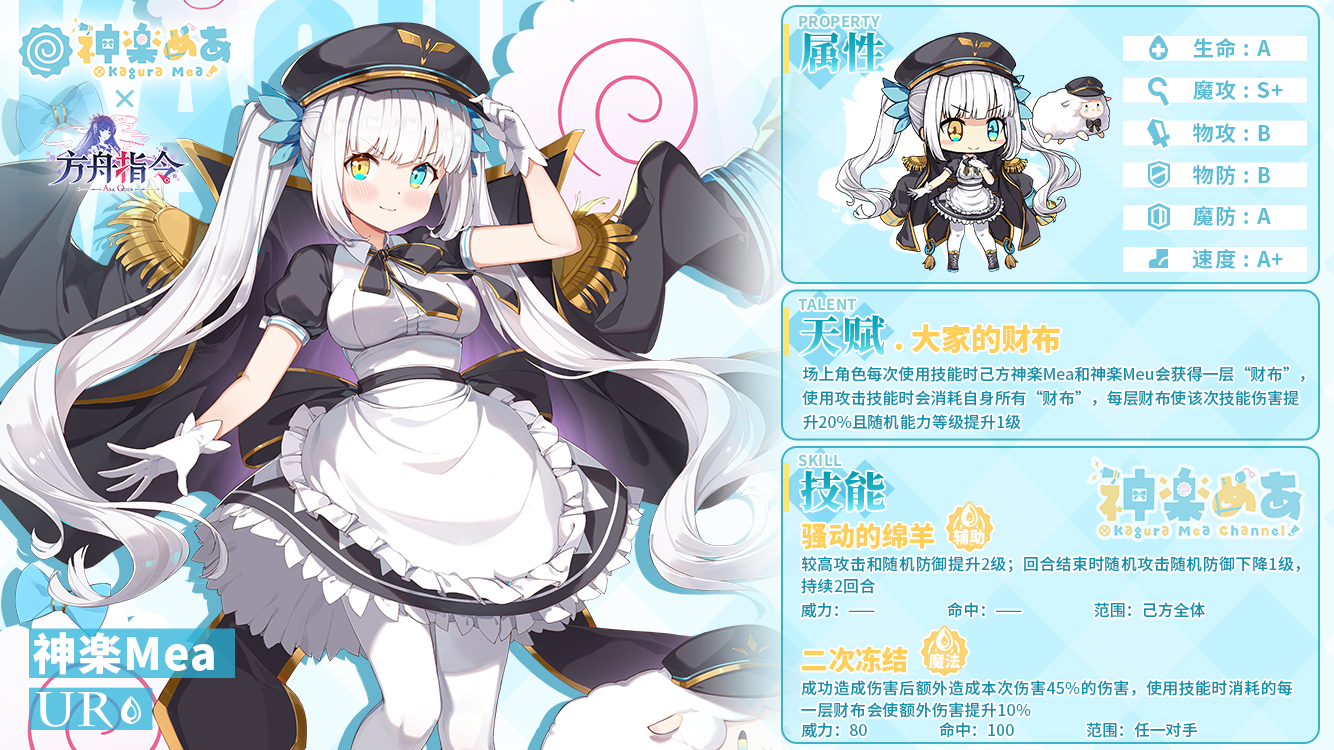 神楽めあ
Kagura Mea!
×
方舟指令
Ark Order
神楽Mea
UR
PROPERTY
属性
生命：A
魔攻：S+
物攻：B
物防：B
魔防：A
速度：A+
TALENT
天赋.大家的财布
场上角色每次使用技能时己方神楽Mea和神楽Meu会获得一层“财布”，
使用攻击技能时会消耗自身所有“财布”，每层财布使该次技能伤害提
升20%且随机能力等级提升1级
SKILL
技能
神楽めあ
Kagura Mea Channel!
骚动的绵羊 辅助
较高攻击和随机防御提升2级；回合结束时随机攻击随机防御下降1级，
持续2回合
威力：—— 命中：—— 范围：己方全体
二次冻结 魔法
成功造成伤害后额外造成本次伤害45%的伤害，使用技能时消耗的每
一层财布会使额外伤害提升10%
威力：80 命中：100 范围：任一对手